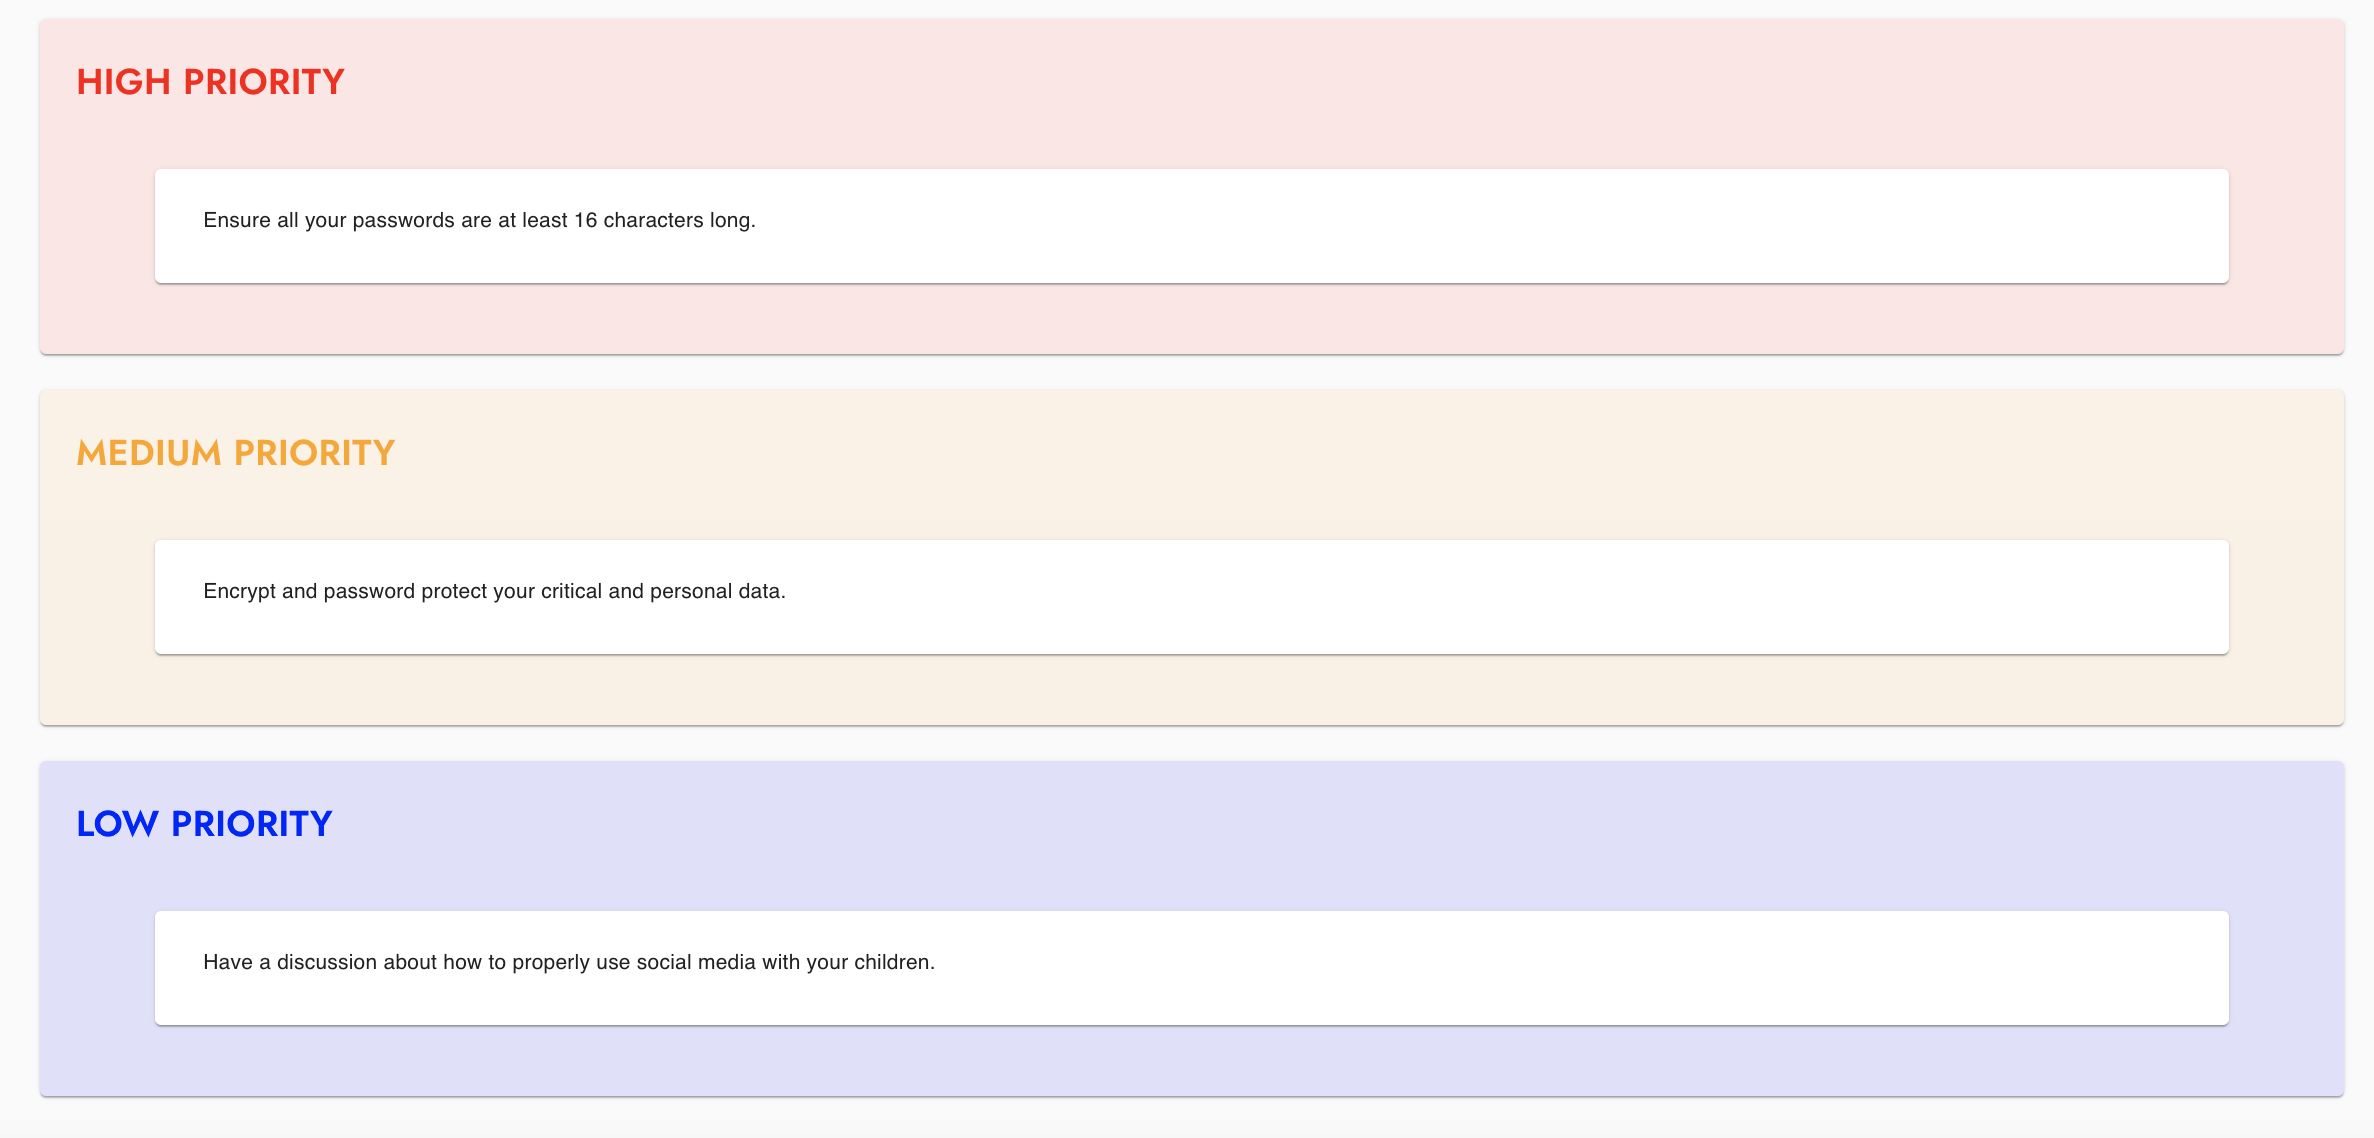 HIGH PRIORITY
Ensure all your passwords are at least 16 characters long.
MEDIUM PRIORITY
Encrypt and password protect your critical and personal data.
LOW PRIORITY
Have a discussion about how to properly use social media with your children.